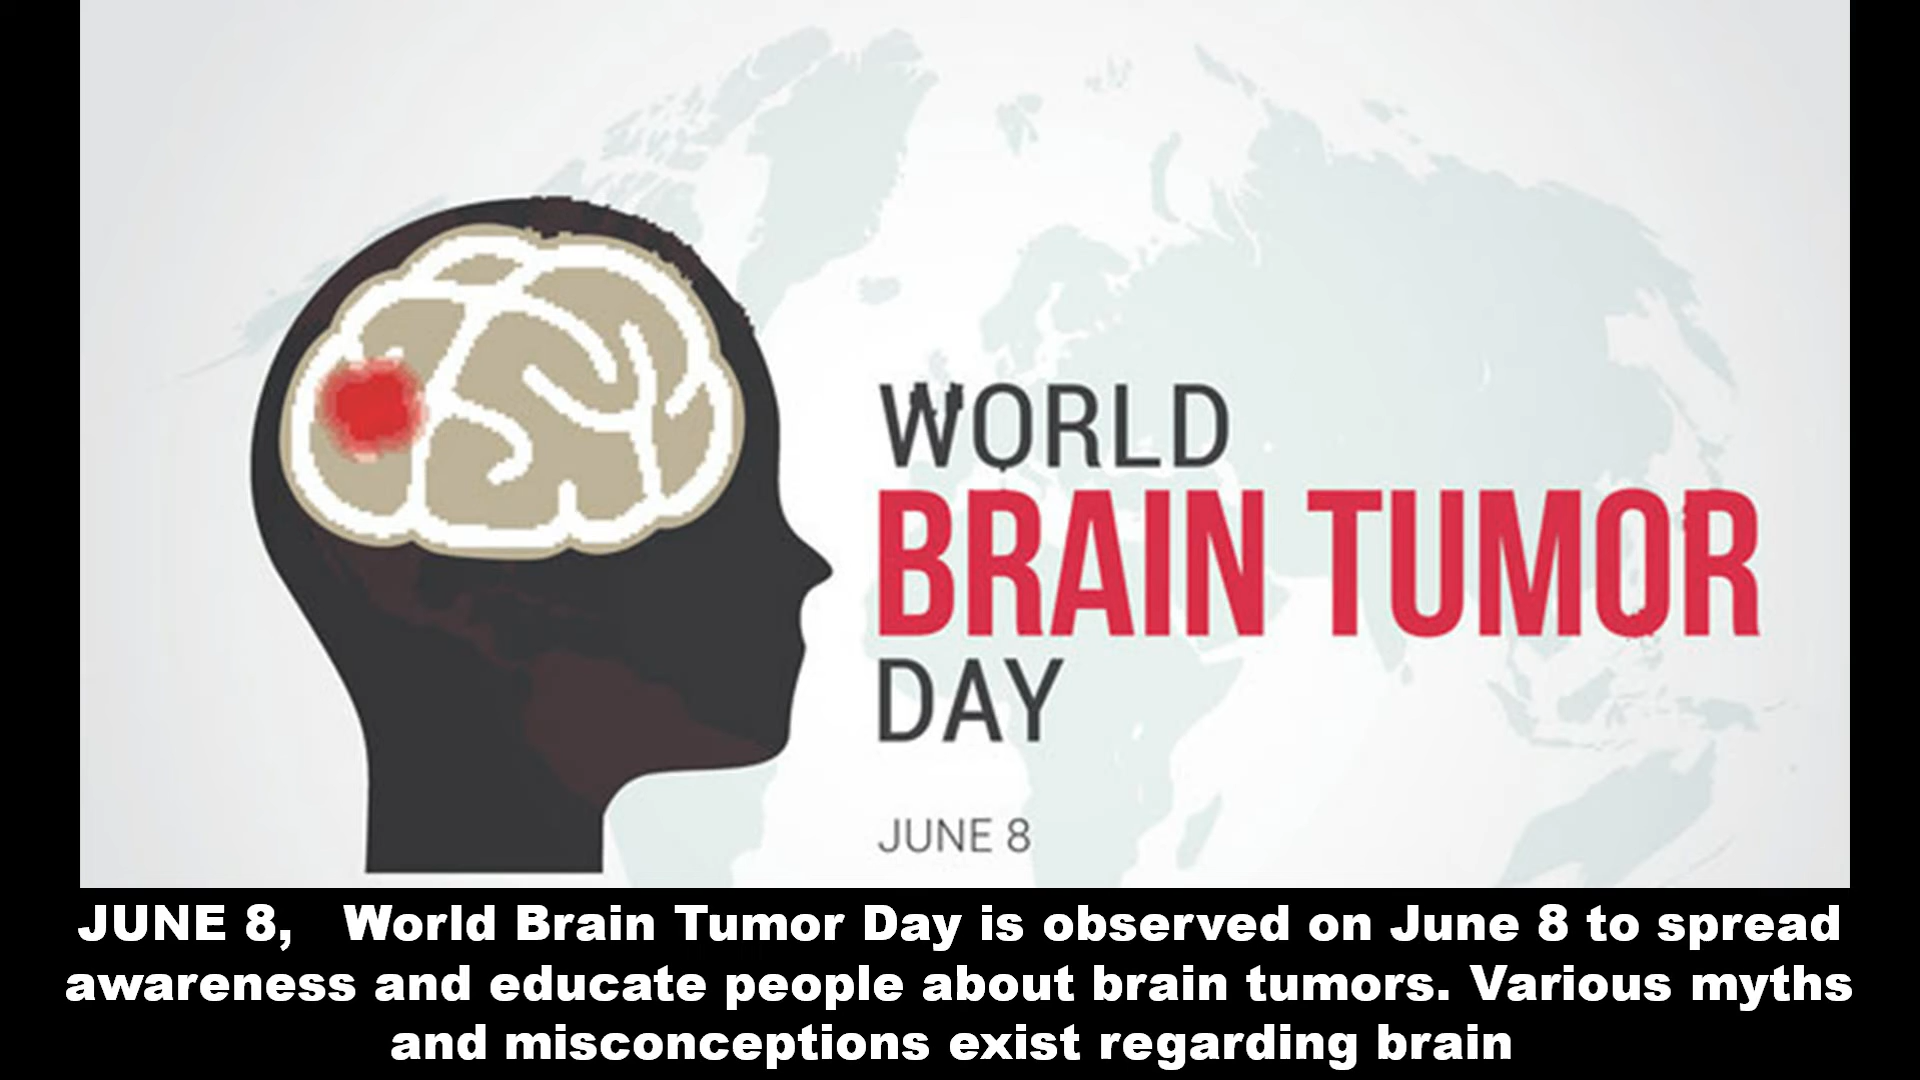 WORLD
BRAIN TUMOR
DAY
JUNE 8
JUNE 8,   World Brain Tumor Day is observed on June 8 to spread
awareness and educate people about brain tumors. Various myths
and misconceptions exist regarding brain